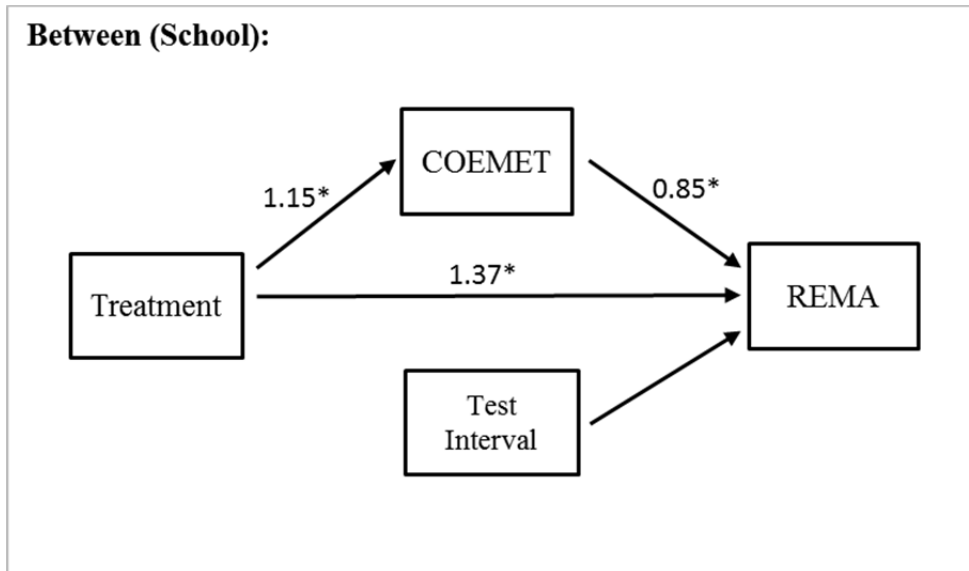 Between (School):
COEMET
1.15*
0.85*
Treatment
1.37*
REMA
Test
Interval